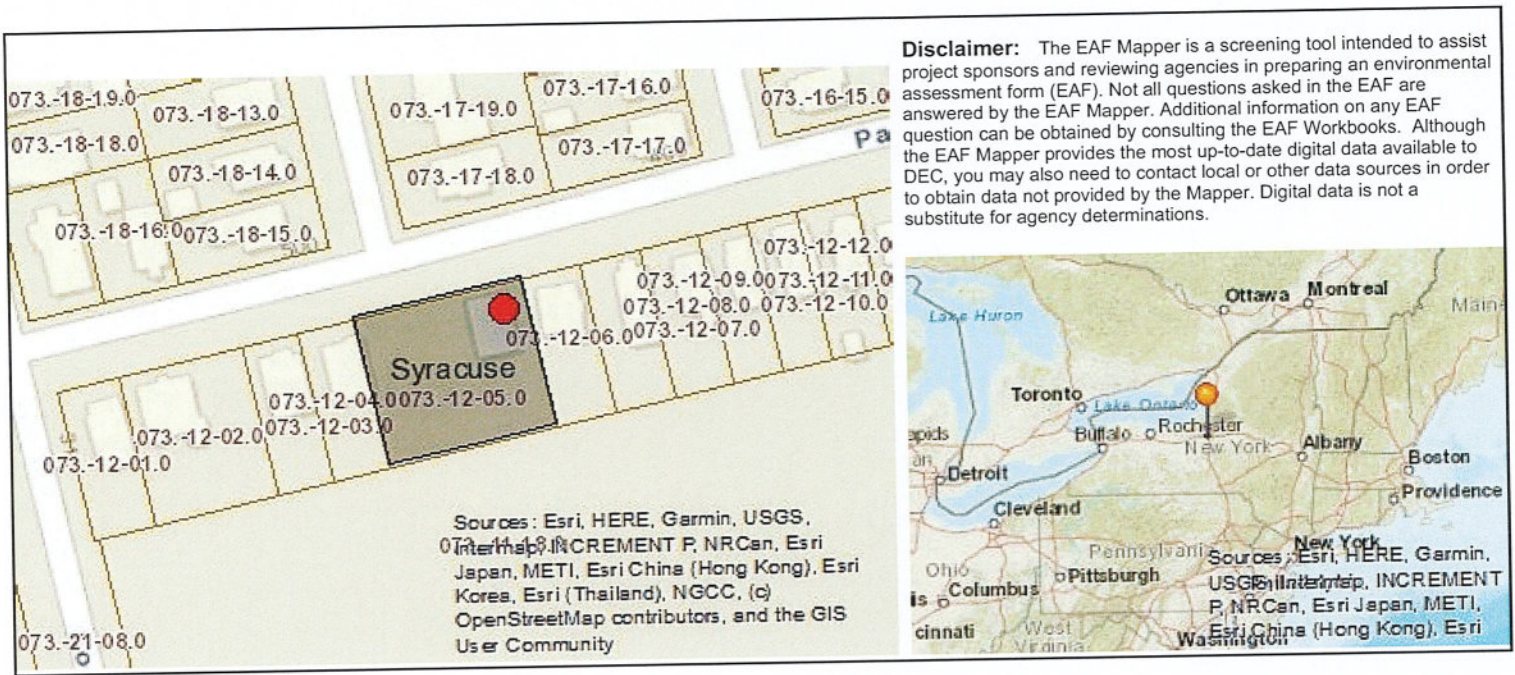 Disclaimer: The EAF Mapper is a screening tool intended to assist
project sponsors and reviewing agencies in preparing an environmental
assessment form (EAF). Not all questions asked in the EAF are
answered by the EAF Mapper. Additional information on any EAF
question can be obtained by consulting the EAF Workbooks. Although
the EAF Mapper provides the most up-to-date digital data available to
DEC, you may also need to contact local or other data sources in order
to obtain data not provided by the Mapper. Digital data is not a
substitute for agency determinations.
073.-18-19.0
073.-18-13.0
073.-17-19.0
073.-17-16.0
073.-16-15.0
073.-18-18.0
073.-18-14.0
073.-17-18.0
073.-17-17.0
Pa
073.-18-16.0
073.-18-15.0
073.-12-12.0
073.-12-09.0
073.-12-11.0
073.-12-08.0
073.-12-10.0
073.-12-06.0
073.-12-07.0
Syracuse
073.-12-04.0
073.-12-05.0
073.-12-02.0
073.-12-03.0
073.-12-01.0
073.-21-08.0
Sources: Esri, HERE, Garmin, USGS,
Intermap, INCREMENT P, NRCan, Esri
Japan, METI, Esri China (Hong Kong), Esri
Korea, Esri (Thailand), NGCC, (c)
OpenStreetMap contributors, and the GIS
User Community
Ottawa
Montreal
Maine
Lake Huron
Toronto
Lake Ontario
Rochester
Buffalo
New York
Albany
apids
Detroit
Boston
Providence
Cleveland
Pennsylvani
New York
Ohio
Pittsburgh
Columbus
is
cinnati
West
Virginia
Washington
Sources: Esri, HERE, Garmin,
USGS, Intermap, INCREMENT
P, NRCan, Esri Japan, METI,
Esri China (Hong Kong), Esri